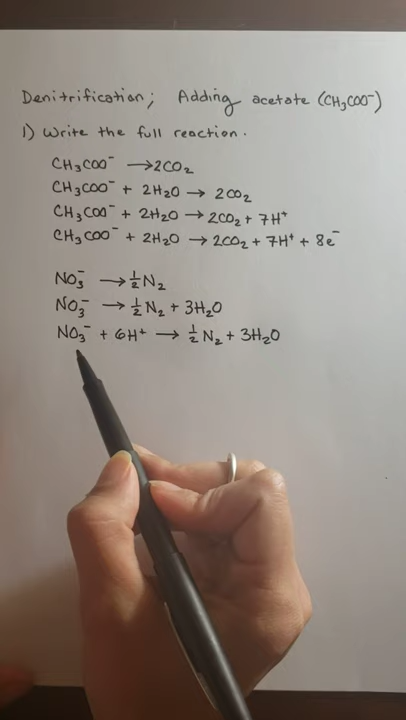 Denitrification; Adding acetate (CH₃COO⁻)
1) Write the full reaction.
CH₃COO⁻ → 2CO₂
CH₃COO⁻ + 2H₂O → 2CO₂
CH₃COO⁻ + 2H₂O → 2CO₂ + 7H⁺
CH₃COO⁻ + 2H₂O → 2CO₂ + 7H⁺ + 8e⁻
NO₃⁻ → ½N₂
NO₃⁻ → ½N₂ + 3H₂O
NO₃⁻ + 6H⁺ → ½N₂ + 3H₂O